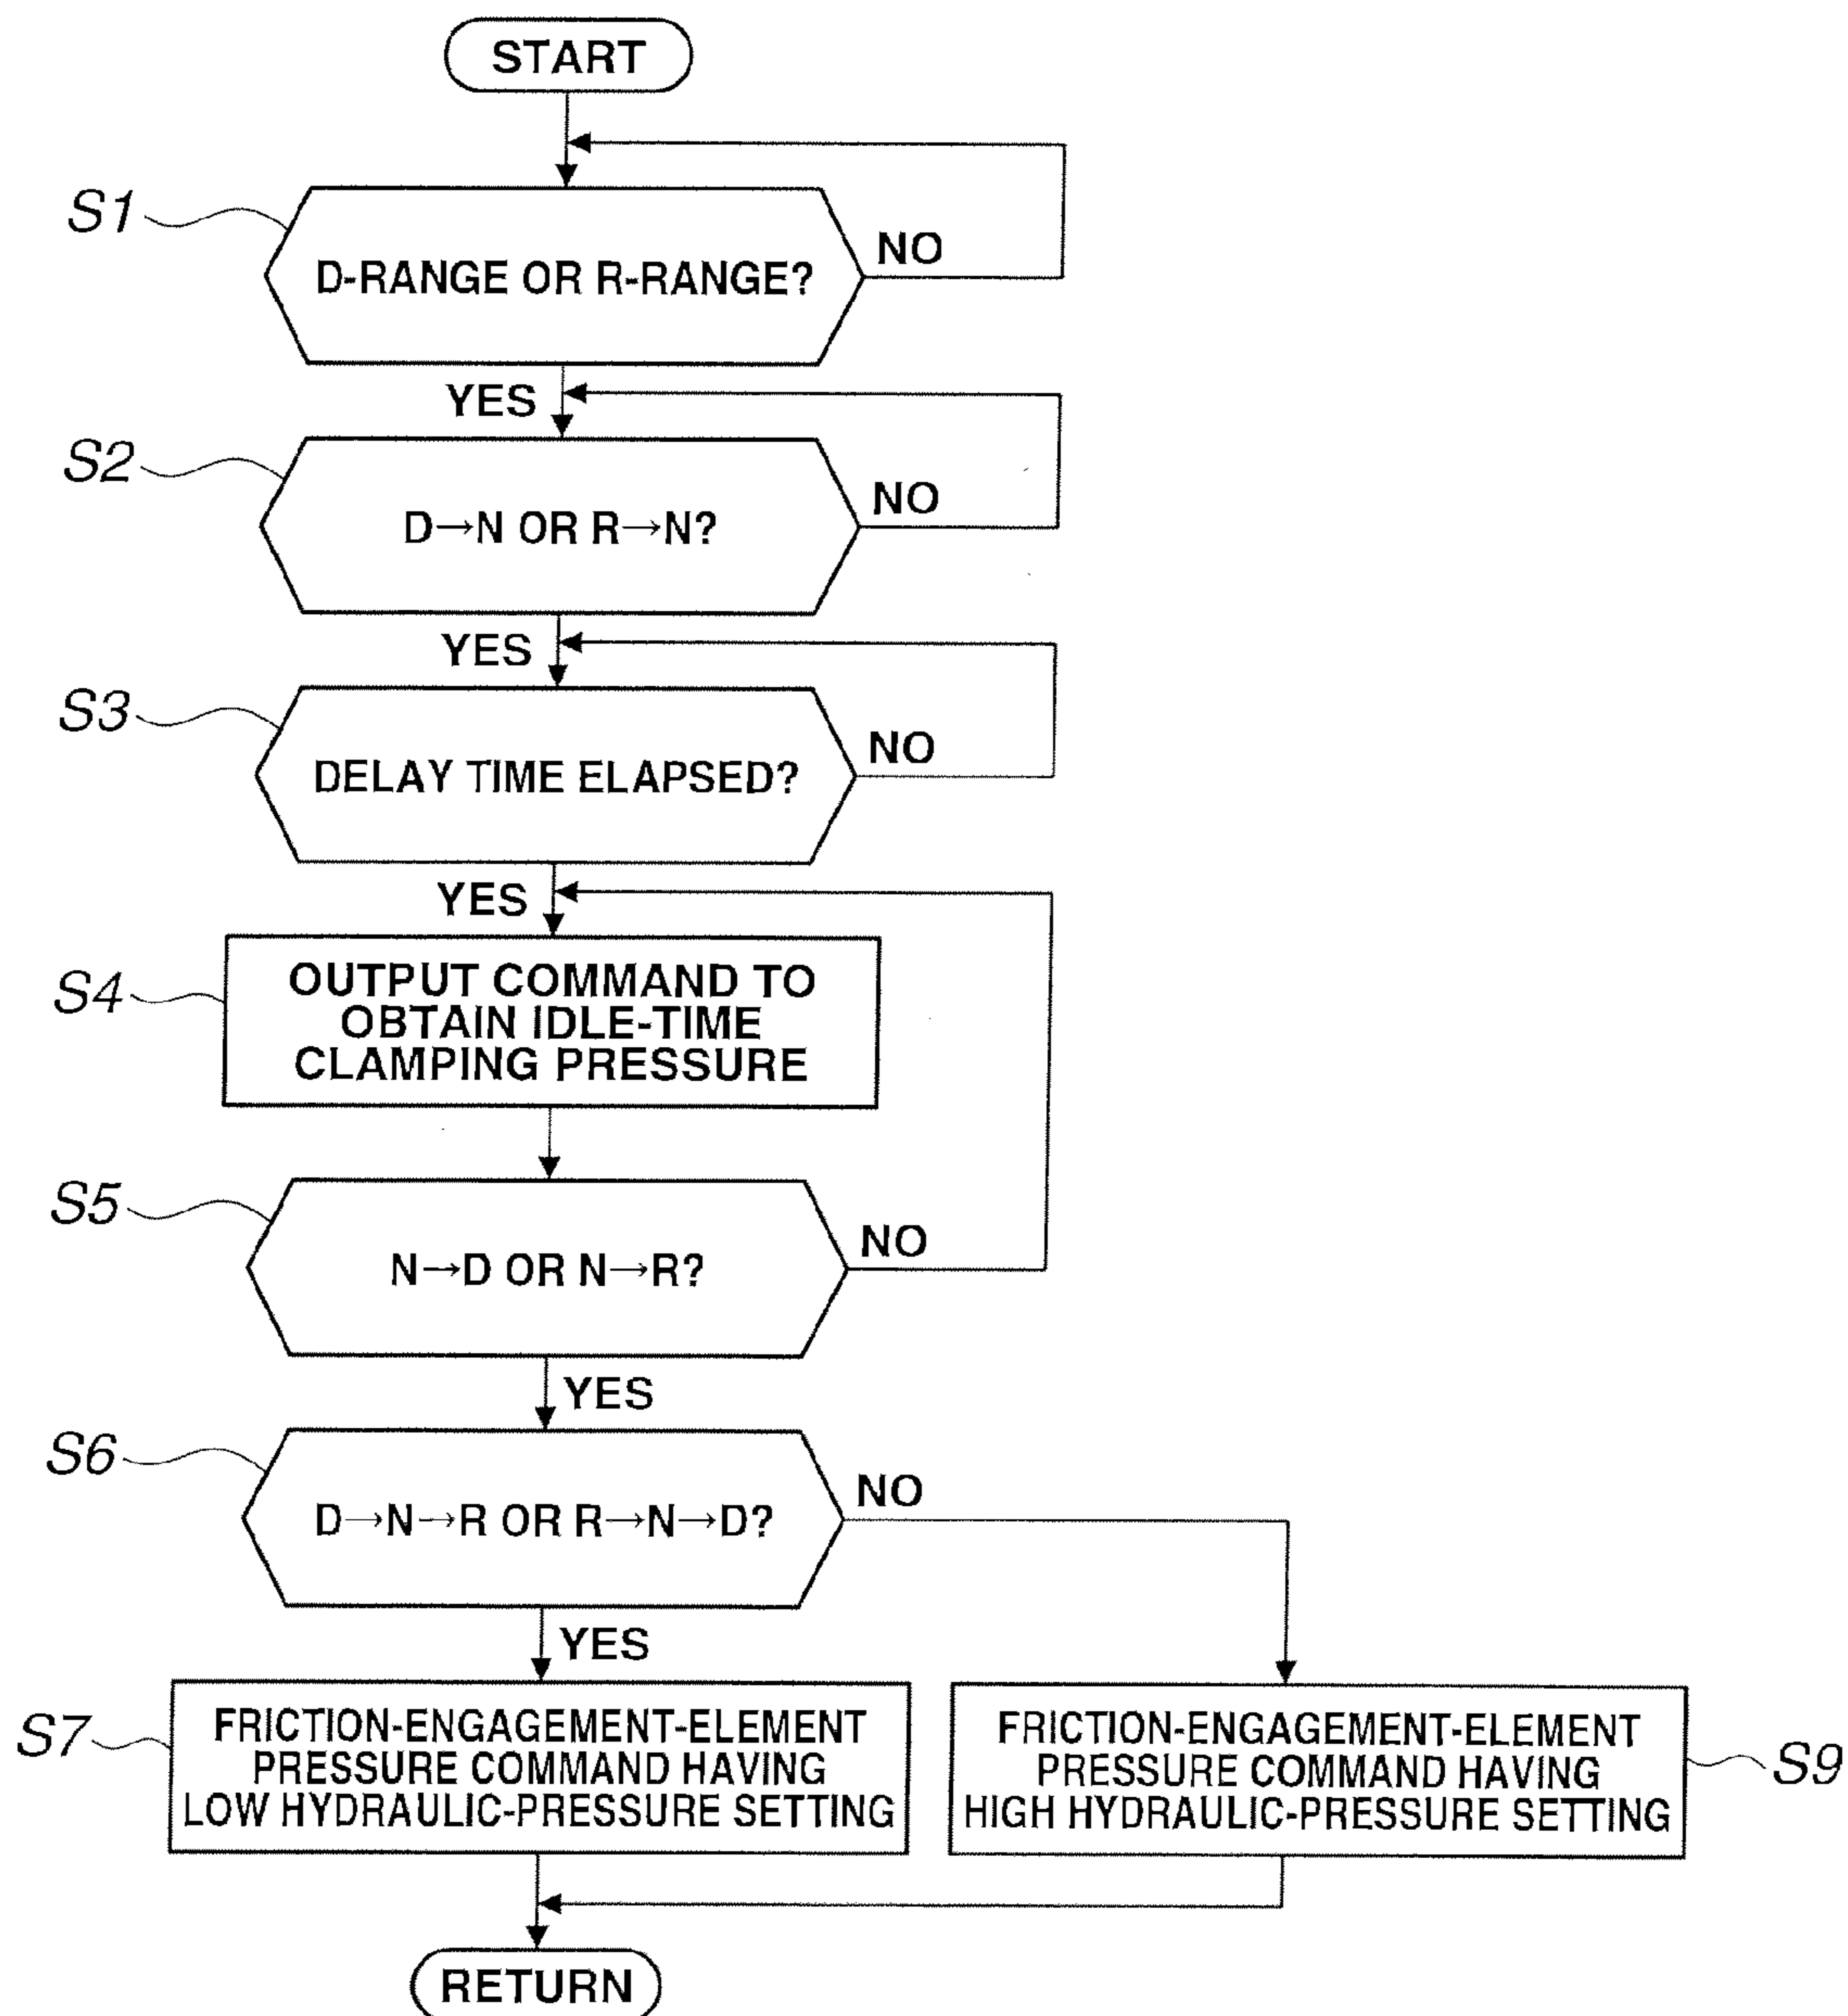 START
S1
D-RANGE OR R-RANGE?
NO
YES
S2
D→N OR R→N?
NO
YES
S3
DELAY TIME ELAPSED?
NO
YES
S4
OUTPUT COMMAND TO
OBTAIN IDLE-TIME
CLAMPING PRESSURE
S5
N→D OR N→R?
NO
YES
S6
D→N→R OR R→N→D?
NO
YES
S7
FRICTION-ENGAGEMENT-ELEMENT
PRESSURE COMMAND HAVING
LOW HYDRAULIC-PRESSURE SETTING
FRICTION-ENGAGEMENT-ELEMENT
PRESSURE COMMAND HAVING
HIGH HYDRAULIC-PRESSURE SETTING
S9
RETURN